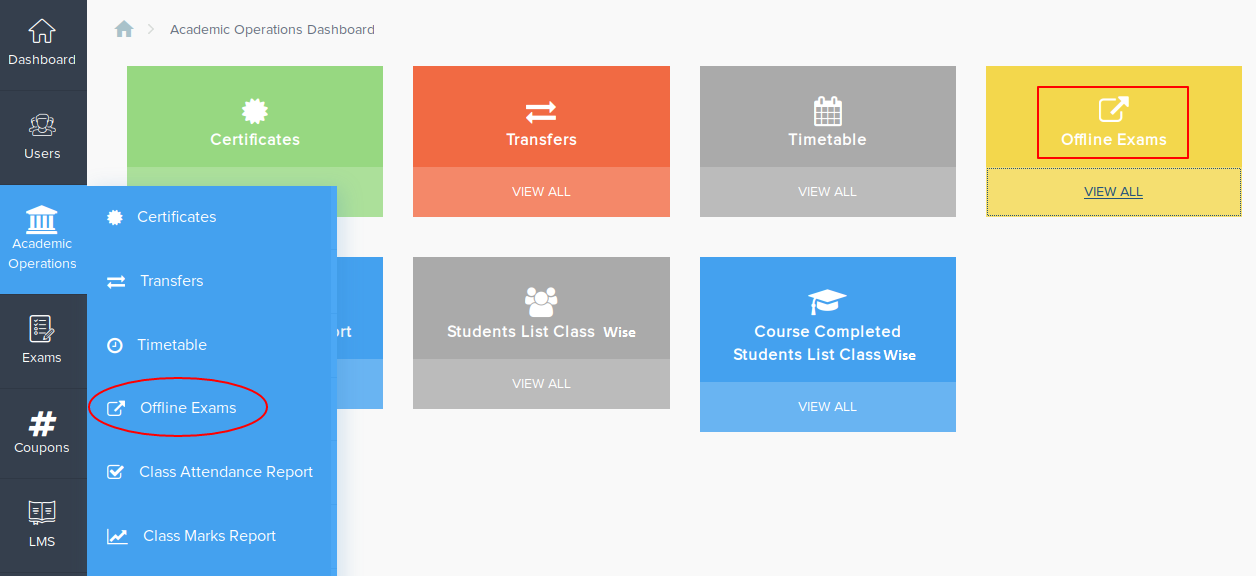 Academic Operations Dashboard
Dashboard
Users
Academic
Operations
Exams
Coupons
LMS
Certificates
Transfers
Timetable
Offline Exams
Class Attendance Report
Class Marks Report
Certificates
Transfers
VIEW ALL
Timetable
VIEW ALL
Offline Exams
VIEW ALL
Students List Class Wise
VIEW ALL
Course Completed
Students List Class Wise
VIEW ALL